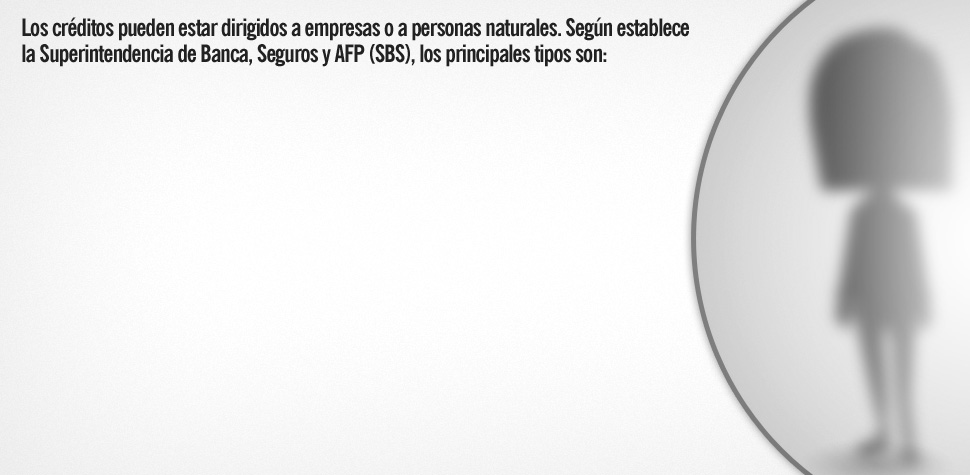 Los créditos pueden estar dirigidos a empresas o a personas naturales. Según establece
la Superintendencia de Banca, Seguros y AFP (SBS), los principales tipos son: